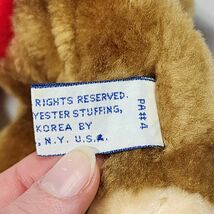 RIGHTS RESERVED.
YESTER STUFFING,
KOREA BY
, N.Y. U.S.A.
PA#4